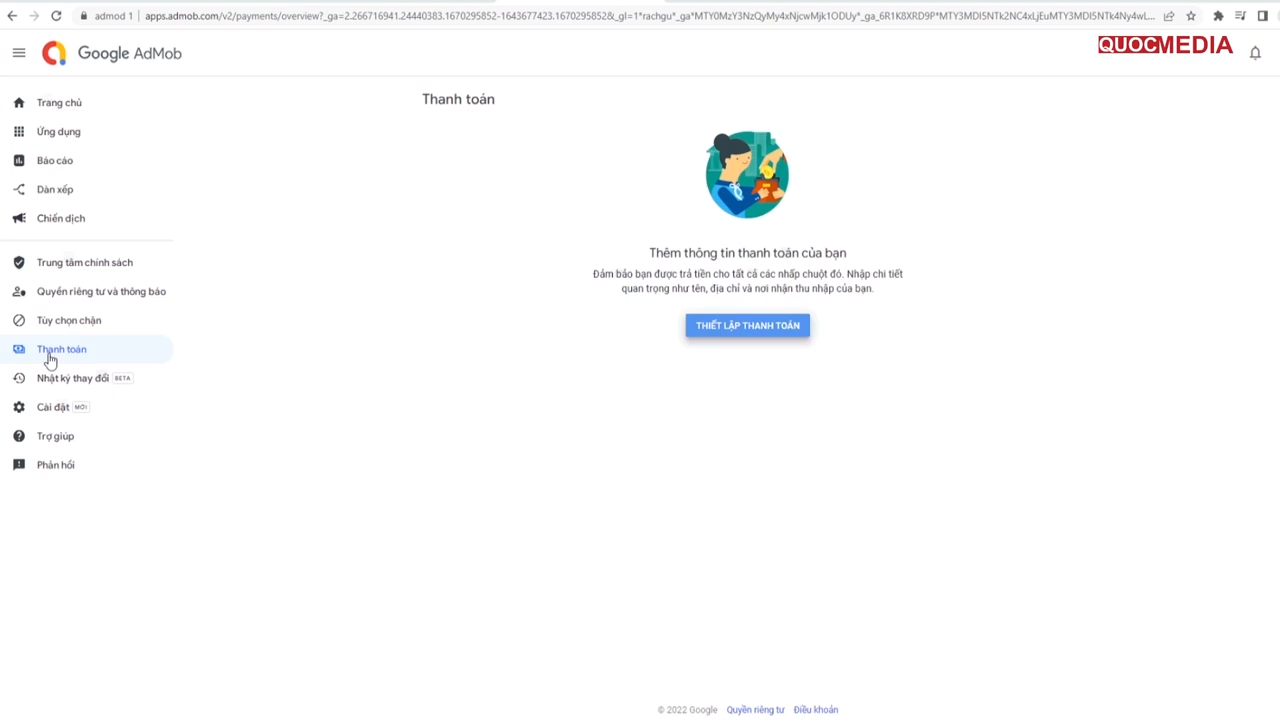 admod 1
apps.admob.com/v2/payments/overview?_ga=2.266716941.24440383.1670295852-1643677423.1670295852&_gl=1*rachgu*_ga*MTY0MzY3NzQyMy4xNjcwMjk1ODUy*_ga_6R1K8XRD9P*MTY3MDI5NTk2NC4xLjEuMTY3MDI5NTk4Ny4wL...
Google AdMob
QUOCMEDIA
Trang chủ
Ứng dụng
Báo cáo
Dàn xếp
Chiến dịch
Trung tâm chính sách
Quyền riêng tư và thông báo
Tùy chọn chặn
Thanh toán
Nhật ký thay đổi BETA
Cài đặt MỚI
Trợ giúp
Phản hồi
Thanh toán
Thêm thông tin thanh toán của bạn
Đảm bảo bạn được trả tiền cho tất cả các nhấp chuột đó. Nhập chi tiết
quan trọng như tên, địa chỉ và nơi nhận thu nhập của bạn.
THIẾT LẬP THANH TOÁN
© 2022 Google Quyền riêng tư Điều khoản